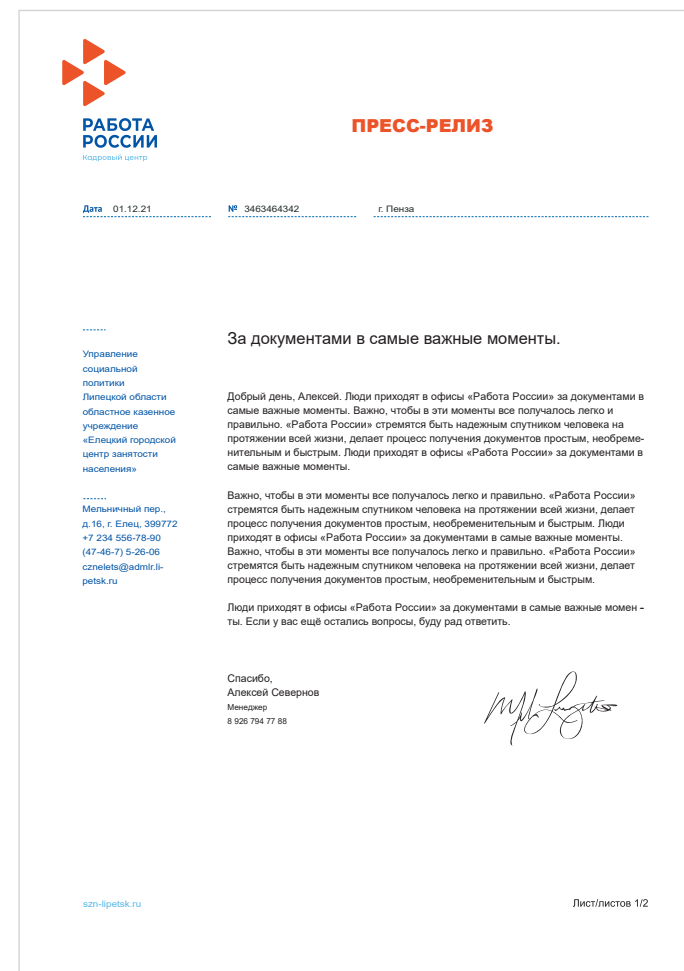 РАБОТА
РОССИИ
Кадровый центр
ПРЕСС-РЕЛИЗ
Дата 01.12.21 № 3463464342 г. Пенза
Управление
социальной
политики
Липецкой области
областное казенное
учреждение
«Елецкий городской
центр занятости
населения»
Мельничный пер.,
д.16, г. Елец, 399772
+7 234 556-78-90
(47-46-7) 5-26-06
cznelets@admlr.li-
petsk.ru
За документами в самые важные моменты.
Добрый день, Алексей. Люди приходят в офисы «Работа России» за документами в
самые важные моменты. Важно, чтобы в эти моменты все получалось легко и
правильно. «Работа России» стремятся быть надежным спутником человека на
протяжении всей жизни, делает процесс получения документов простым, необреме-
нительным и быстрым. Люди приходят в офисы «Работа России» за документами в
самые важные моменты.
Важно, чтобы в эти моменты все получалось легко и правильно. «Работа России»
стремятся быть надежным спутником человека на протяжении всей жизни, делает
процесс получения документов простым, необременительным и быстрым. Люди
приходят в офисы «Работа России» за документами в самые важные моменты.
Важно, чтобы в эти моменты все получалось легко и правильно. «Работа России»
стремятся быть надежным спутником человека на протяжении всей жизни, делает
процесс получения документов простым, необременительным и быстрым.
Люди приходят в офисы «Работа России» за документами в самые важные момен -
ты. Если у вас ещё остались вопросы, буду рад ответить.
Спасибо,
Алексей Севернов
Менеджер
8 926 794 77 88
szn-lipetsk.ru
Лист/листов 1/2